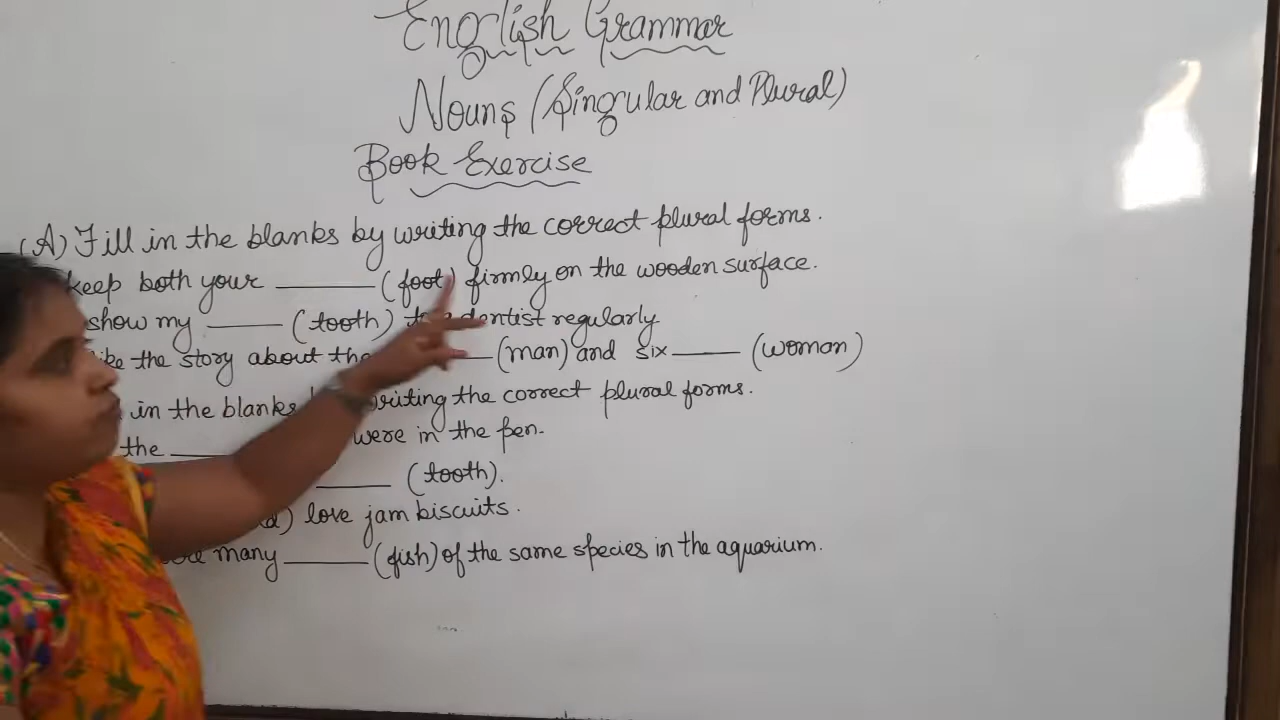 English Grammar
Nouns (Singular and Plural)
Book Exercise
(A) Fill in the blanks by writing the correct plural forms.
keep both your ______ (foot) firmly on the wooden surface.
show my ______ (tooth) dentist regularly
the story about the ______ (man) and six ______ (woman)
in the blanks writing the correct plural forms.
the ______ were in the pen.
______ (tooth).
love jam biscuits.
many ______ (fish) of the same species in the aquarium.